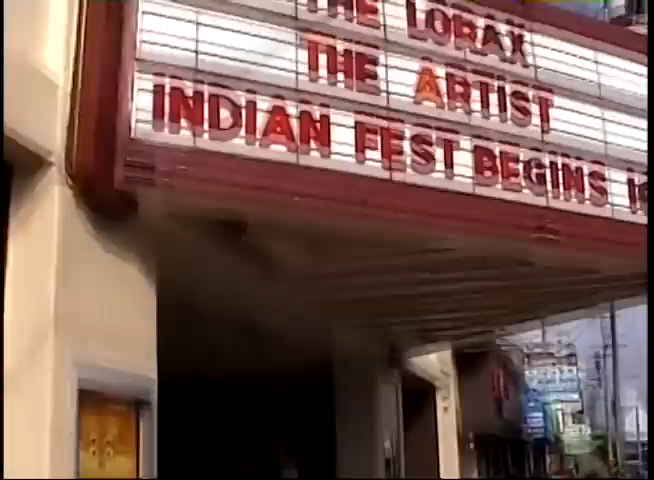 THE LORAX
THE ARTIST
INDIAN FEST BEGINS